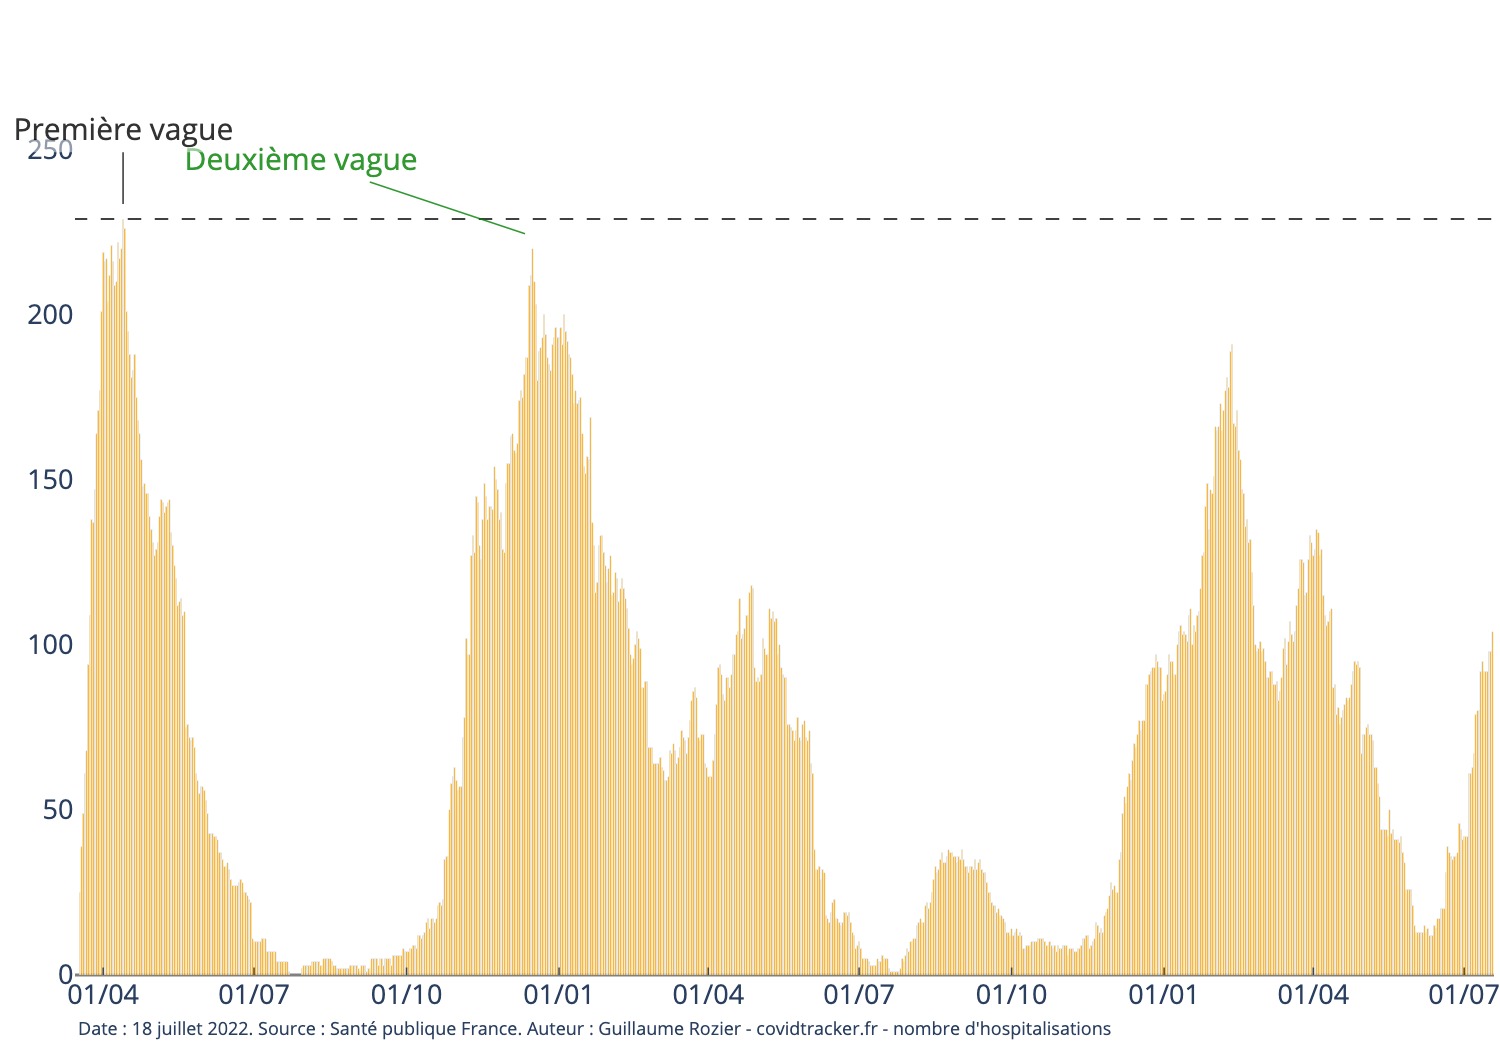 Première vague
250
Deuxième vague
200
150
100
50
0
01/04 01/07 01/10 01/01 01/04 01/07 01/10 01/01 01/04 01/07
Date : 18 juillet 2022. Source : Santé publique France. Auteur : Guillaume Rozier - covidtracker.fr - nombre d'hospitalisations